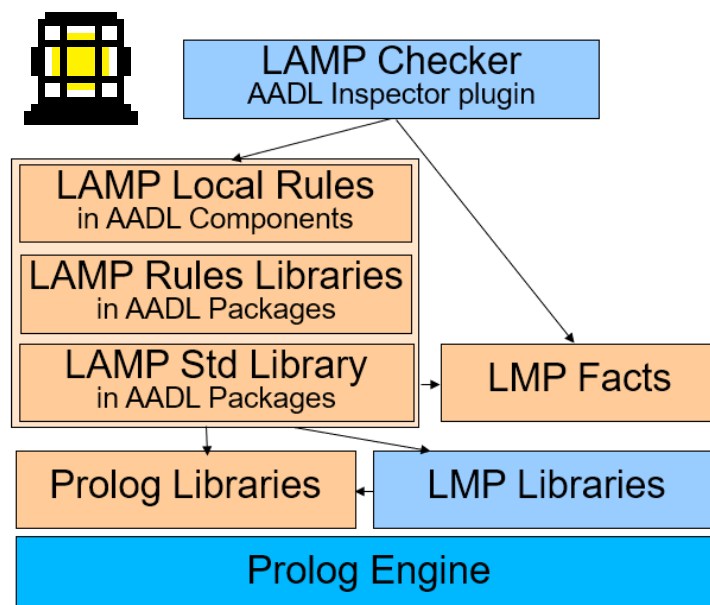 LAMP Checker
AADL Inspector plugin
LAMP Local Rules
in AADL Components
LAMP Rules Libraries
in AADL Packages
LAMP Std Library
in AADL Packages
LMP Facts
Prolog Libraries
LMP Libraries
Prolog Engine